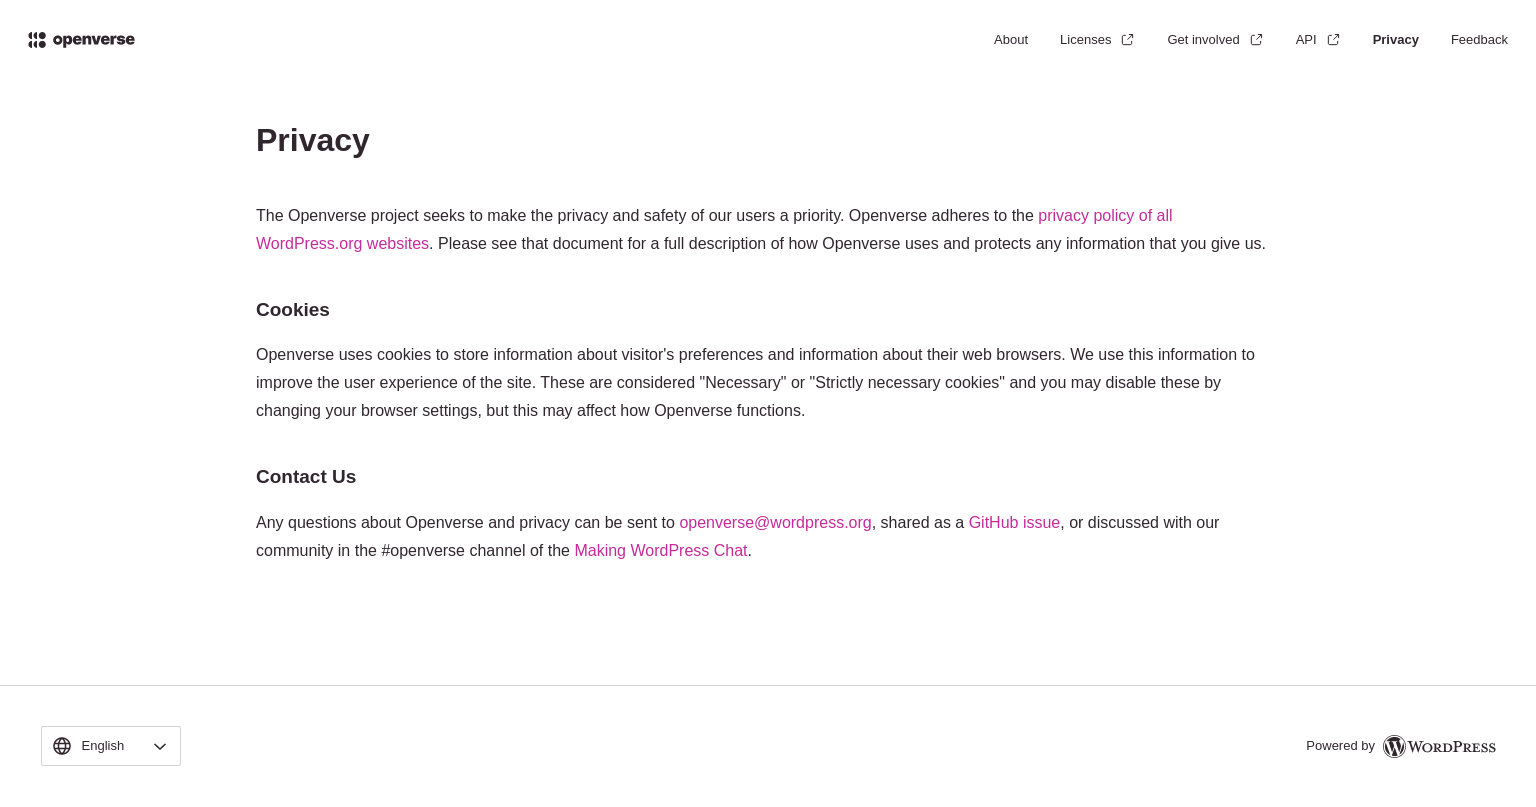 openverse
About
Licenses
Get involved
API
Privacy
Feedback
Privacy
The Openverse project seeks to make the privacy and safety of our users a priority. Openverse adheres to the privacy policy of all
WordPress.org websites. Please see that document for a full description of how Openverse uses and protects any information that you give us.
Cookies
Openverse uses cookies to store information about visitor's preferences and information about their web browsers. We use this information to
improve the user experience of the site. These are considered "Necessary" or "Strictly necessary cookies" and you may disable these by
changing your browser settings, but this may affect how Openverse functions.
Contact Us
Any questions about Openverse and privacy can be sent to openverse@wordpress.org, shared as a GitHub issue, or discussed with our
community in the #openverse channel of the Making WordPress Chat.
English
Powered by WORDPRESS